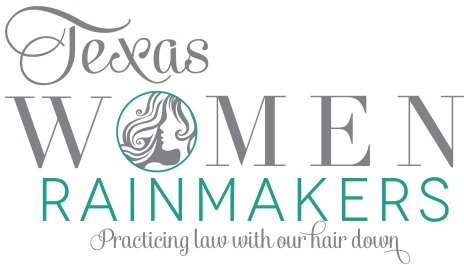 Texas
WOMEN
RAINMAKERS
Practicing law with our hair down